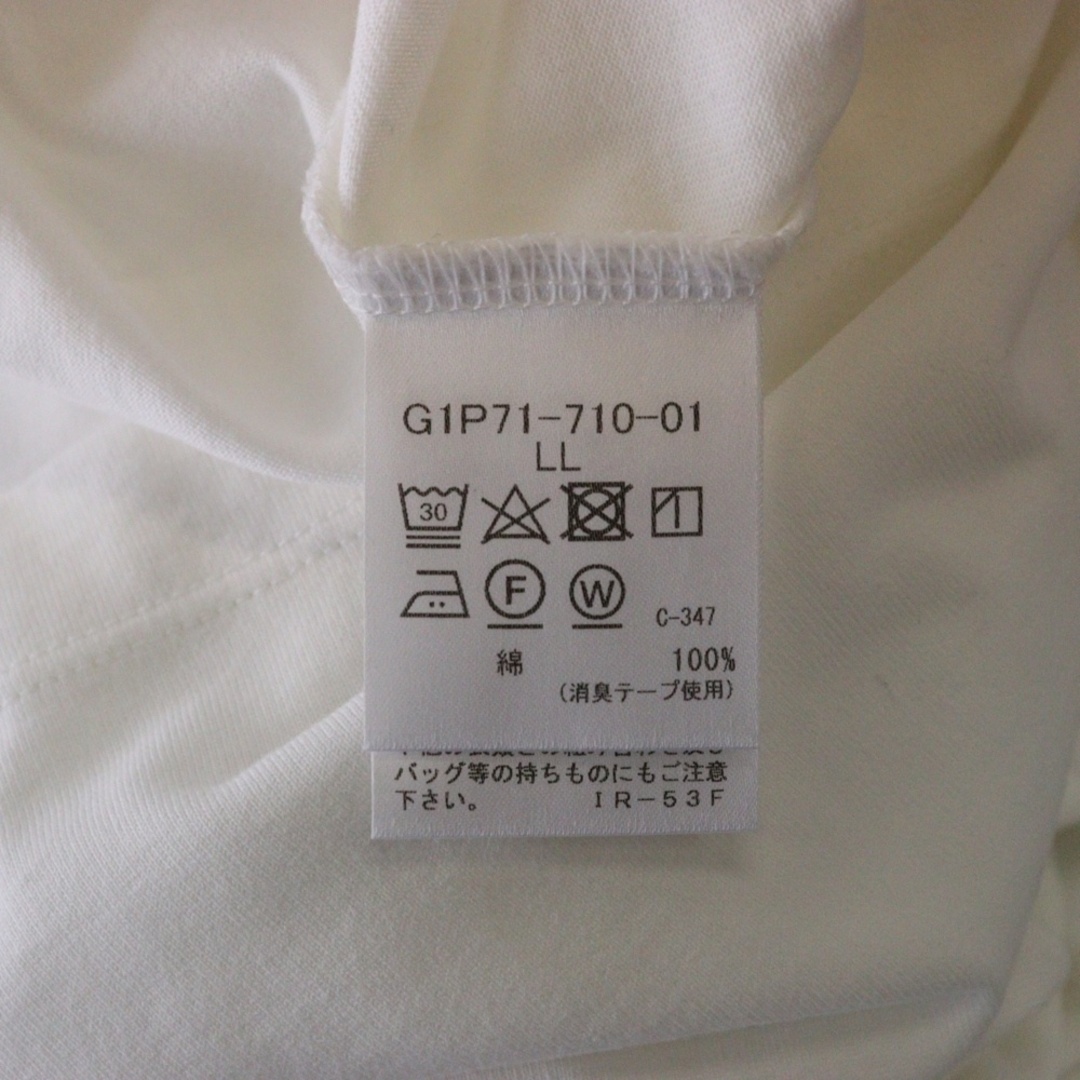 G1P71-710-01
LL
30
F W C-347
綿 100%
(消臭テープ使用)
バッグ等の持ちものにもご注意
下さい。 IR-53F